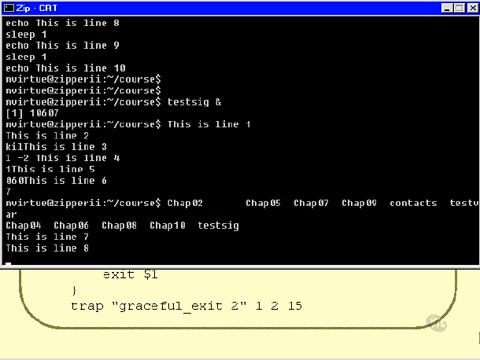 Zip - CRT
echo This is line 8
sleep 1
echo This is line 9
sleep 1
echo This is line 10
nvirtue@zipperii:~/course$
nvirtue@zipperii:~/course$
nvirtue@zipperii:~/course$ testsig &
[1] 10607
nvirtue@zipperii:~/course$ This is line 1
This is line 2
kilThis is line 3
l -2 This is line 4
1This is line 5
060This is line 6
7
nvirtue@zipperii:~/course$ Chap02 Chap05 Chap07 Chap09 contacts testv
ar
Chap04 Chap06 Chap08 Chap10 testsig
This is line 7
This is line 8
exit $1
}
trap "graceful_exit 2" 1 2 15